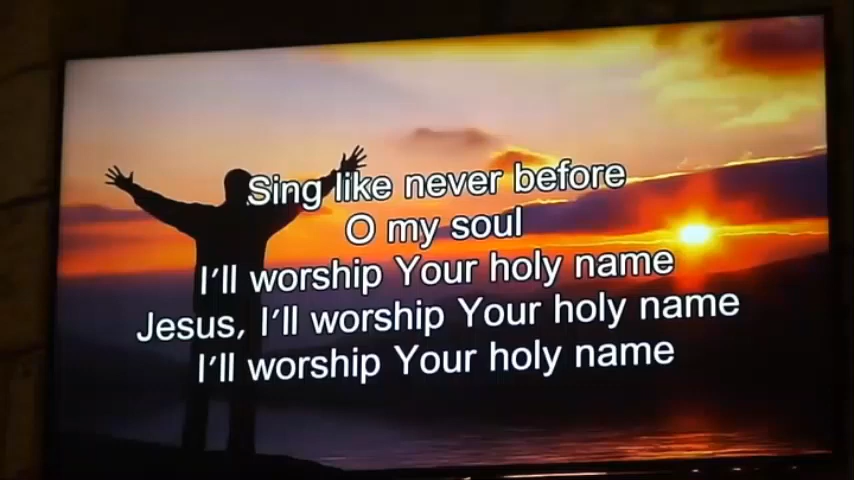 Sing like never before
O my soul
I'll worship Your holy name
Jesus, I'll worship Your holy name
I'll worship Your holy name